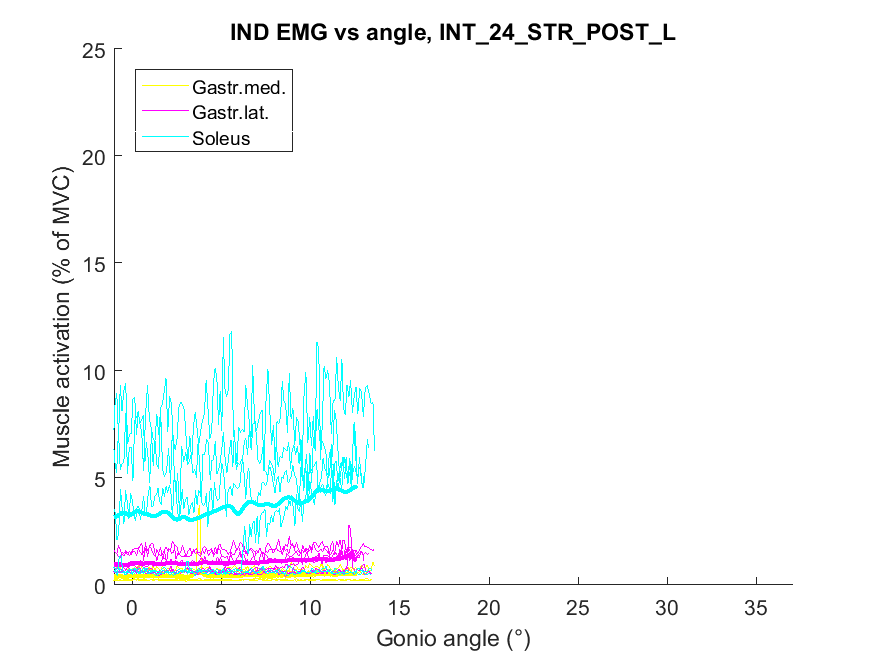 IND EMG vs angle, INT_24_STR_POST_L
Muscle activation (% of MVC)
25
20
15
10
5
0
Gastr.med.
Gastr.lat.
Soleus
0 5 10 15 20 25 30 35
Gonio angle (°)